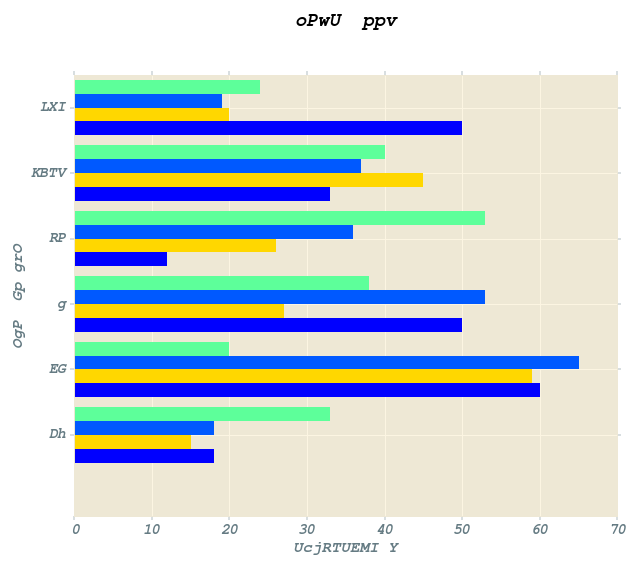 oPwU ppv
LXI
KBTV
RP
g
EG
Dh
OgP Gp grO
0 10 20 30 40 50 60 70
UcjRTUEMI Y